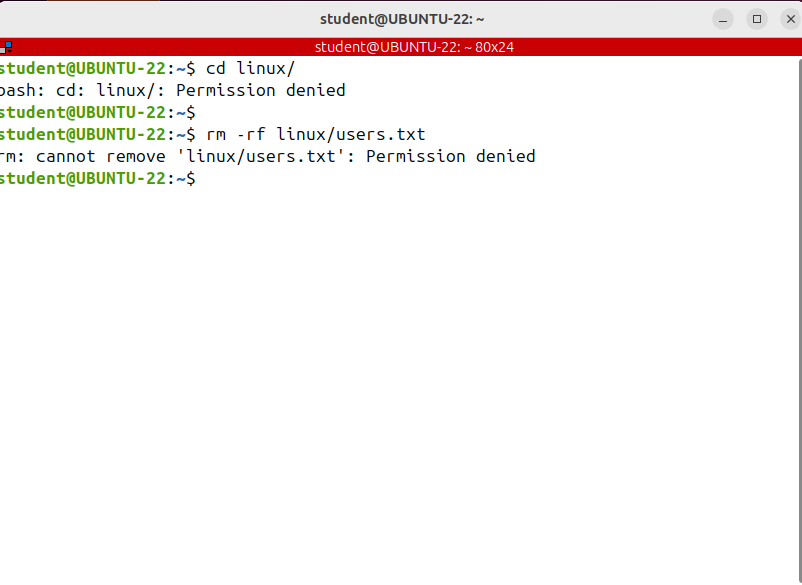 student@UBUNTU-22: ~
student@UBUNTU-22: ~ 80x24
student@UBUNTU-22:~$ cd linux/
bash: cd: linux/: Permission denied
student@UBUNTU-22:~$
student@UBUNTU-22:~$ rm -rf linux/users.txt
rm: cannot remove 'linux/users.txt': Permission denied
student@UBUNTU-22:~$